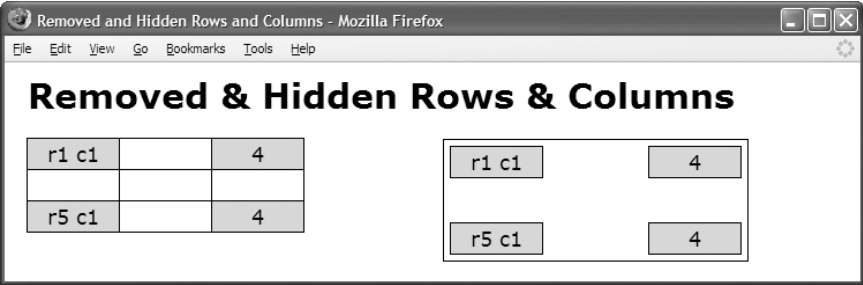 Removed and Hidden Rows and Columns - Mozilla Firefox
File Edit View Go Bookmarks Tools Help
Removed & Hidden Rows & Columns
r1 c1 4 r1 c1 4
r5 c1 4 r5 c1 4